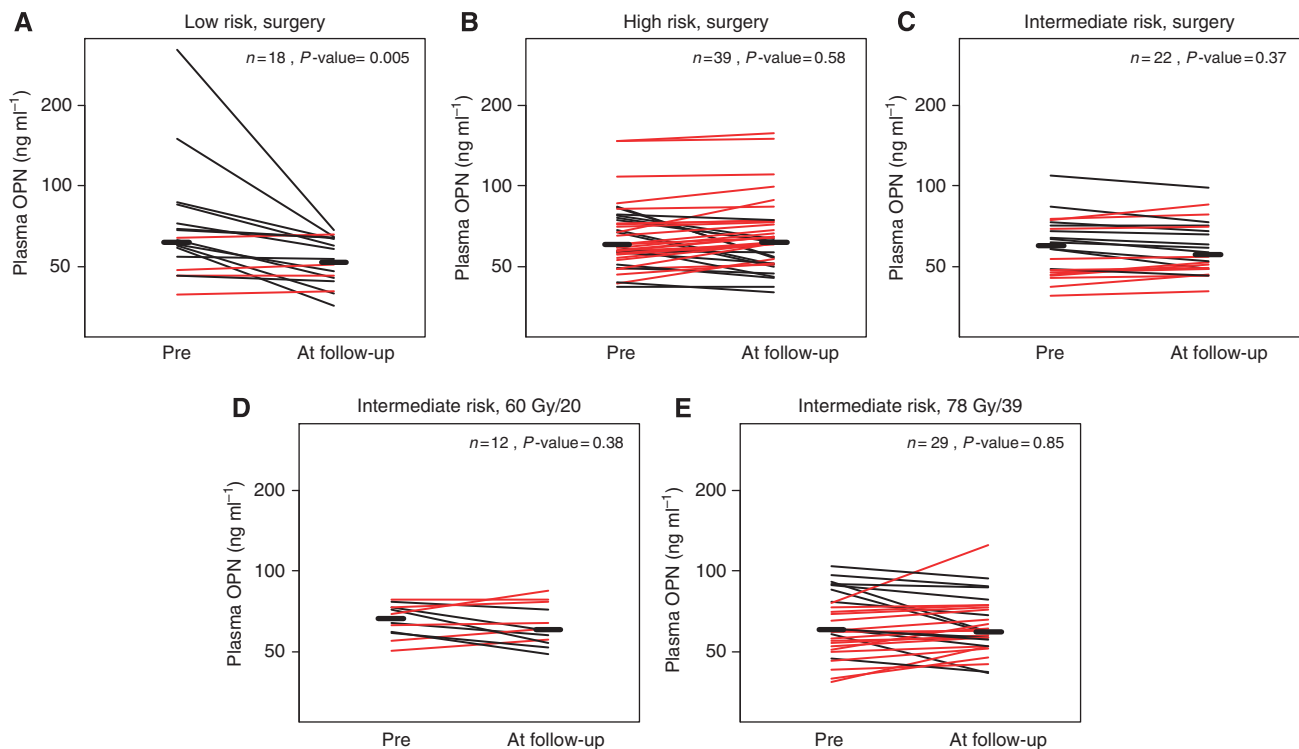 A
Low risk, surgery
n=18 , P-value= 0.005
Plasma OPN (ng ml⁻¹)
200
100
50
Pre
At follow-up
B
High risk, surgery
n=39 , P-value=0.58
Plasma OPN (ng ml⁻¹)
200
100
50
Pre
At follow-up
C
Intermediate risk, surgery
n=22 , P-value=0.37
Plasma OPN (ng ml⁻¹)
200
100
50
Pre
At follow-up
D
Intermediate risk, 60 Gy/20
n=12 , P-value=0.38
Plasma OPN (ng ml⁻¹)
200
100
50
Pre
At follow-up
E
Intermediate risk, 78 Gy/39
n=29 , P-value=0.85
Plasma OPN (ng ml⁻¹)
200
100
50
Pre
At follow-up